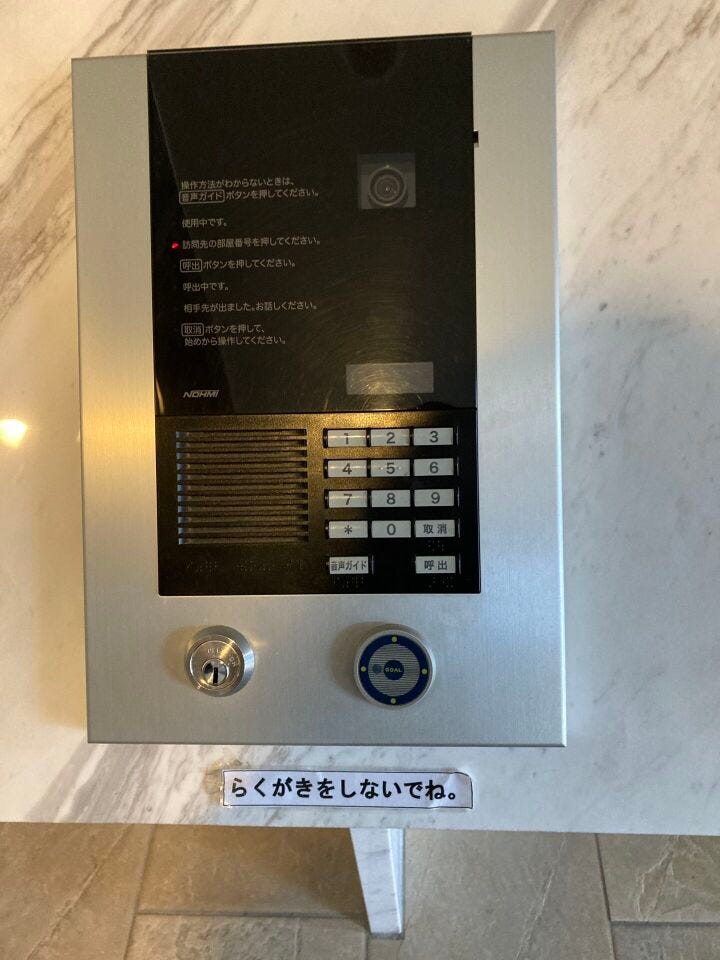 操作方法がわからないときは、
音声ガイド ボタンを押してください。
使用中です。
訪問先の部屋番号を押してください。
呼出 ボタンを押してください。
呼出中です。
相手先が出ました。お話しください。
取消 ボタンを押して、
始めから操作してください。
NOHMI
1 2 3
4 5 6
7 8 9
* 0 取消
音声ガイド 呼出
GOAL
らくがきをしないでね。